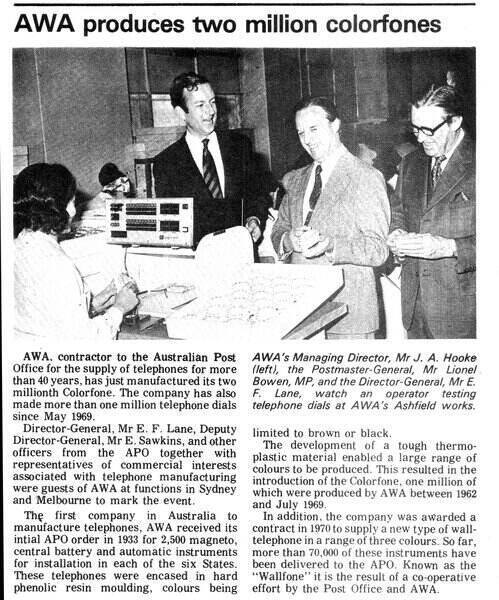 AWA produces two million colorfones
AWA, contractor to the Australian Post
Office for the supply of telephones for more
than 40 years, has just manufactured its two
millionth Colorfone. The company has also
made more than one million telephone dials
since May 1969.
Director-General, Mr E. F. Lane, Deputy
Director-General, Mr E. Sawkins, and other
officers from the APO together with
representatives of commercial interests
associated with telephone manufacturing
were guests of AWA at functions in Sydney
and Melbourne to mark the event.
The first company in Australia to
manufacture telephones, AWA received its
intial APO order in 1933 for 2,500 magneto,
central battery and automatic instruments
for installation in each of the six States.
These telephones were encased in hard
phenolic resin moulding, colours being
AWA's Managing Director, Mr J. A. Hooke
(left), the Postmaster-General, Mr Lionel
Bowen, MP, and the Director-General, Mr E.
F. Lane, watch an operator testing
telephone dials at AWA's Ashfield works.
limited to brown or black.
The development of a tough thermo-
plastic material enabled a large range of
colours to be produced. This resulted in the
introduction of the Colorfone, one million of
which were produced by AWA between 1962
and July 1969.
In addition, the company was awarded a
contract in 1970 to supply a new type of wall-
telephone in a range of three colours. So far,
more than 70,000 of these instruments have
been delivered to the APO. Known as the
"Wallfone" it is the result of a co-operative
effort by the Post Office and AWA.